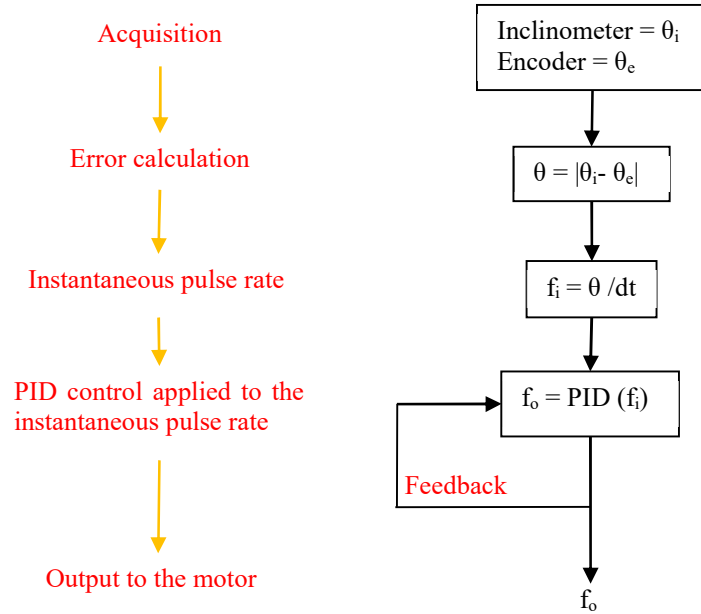 Acquisition
Inclinometer = θᵢ
Encoder = θₑ
Error calculation
θ = |θᵢ- θₑ|
Instantaneous pulse rate
fᵢ = θ /dt
PID control applied to the
instantaneous pulse rate
fₒ = PID (fᵢ)
Feedback
Output to the motor
fₒ